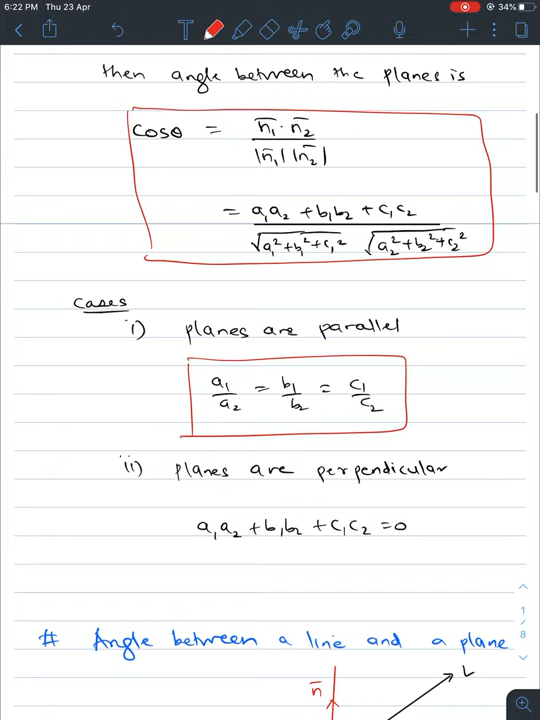 6:22 PM Thu 23 Apr 34%
then angle between the planes is
cosθ = n̄₁ · n̄₂ / |n̄₁| |n̄₂|
= a₁a₂ + b₁b₂ + c₁c₂ / √a₁²+b₁²+c₁² √a₂²+b₂²+c₂²
Cases
i) planes are parallel
a₁/a₂ = b₁/b₂ = c₁/c₂
ii) planes are perpendicular
a₁a₂ + b₁b₂ + c₁c₂ = 0
1/8
# Angle between a line and a plane
n̄ L